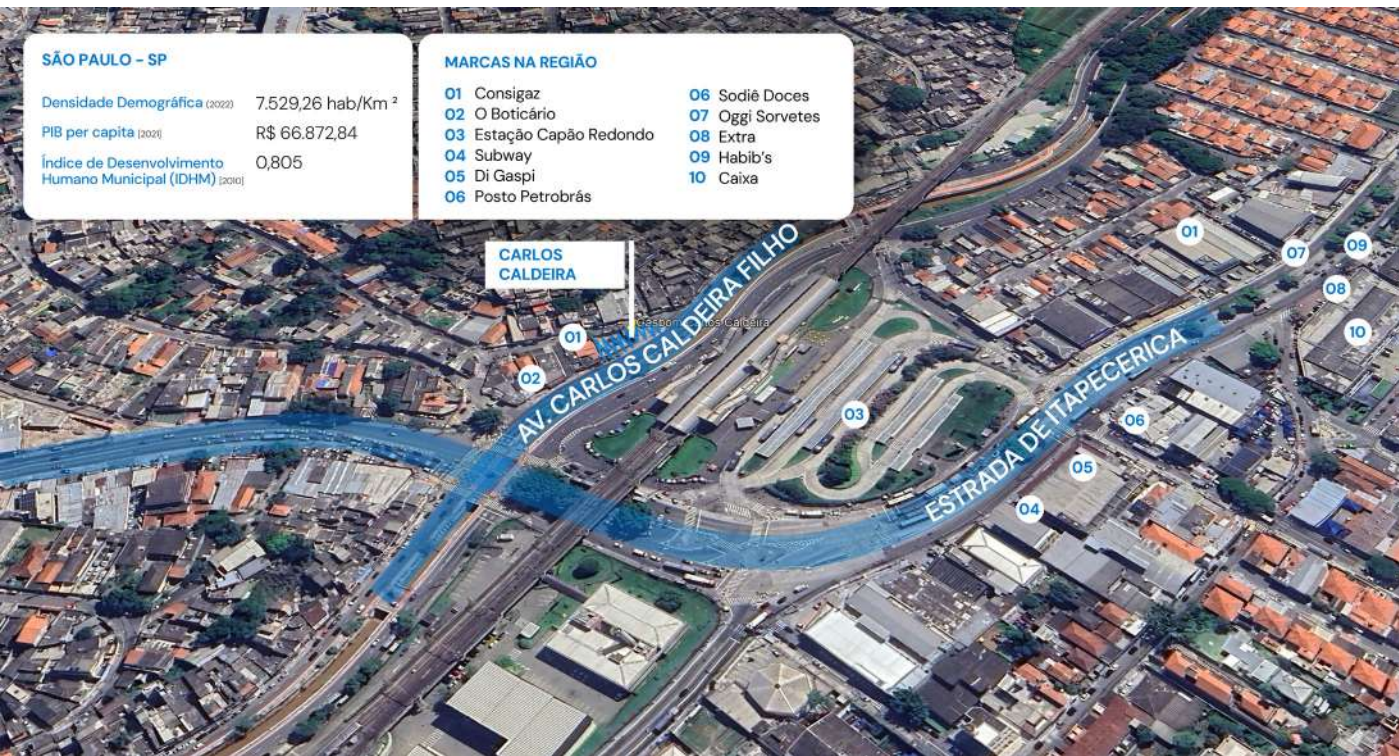 SÃO PAULO - SP
Densidade Demográfica (2022) 7.529,26 hab/Km ²
PIB per capita [2021] R$ 66.872,84
Índice de Desenvolvimento 0,805
Humano Municipal (IDHM) [2010]
MARCAS NA REGIÃO
01 Consigaz
02 O Boticário
03 Estação Capão Redondo
04 Subway
05 Di Gaspi
06 Posto Petrobrás
06 Sodiê Doces
07 Oggi Sorvetes
08 Extra
09 Habib's
10 Caixa
CARLOS
CALDEIRA
AV. CARLOS CALDEIRA FILHO
ESTRADA DE ITAPECERICA
Caldeira
01
02
03
04
05
06
01
07
08
09
10